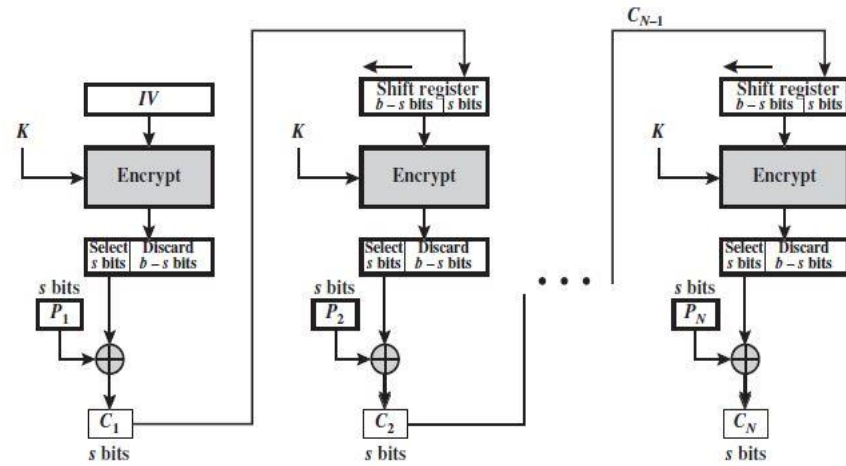 C_{N-1}
IV
Shift register
b – s bits | s bits
Shift register
b – s bits | s bits
K
K
K
Encrypt
Encrypt
Encrypt
Select
s bits
Discard
b – s bits
Select
s bits
Discard
b – s bits
Select
s bits
Discard
b – s bits
s bits
P_1
s bits
P_2
• • •
s bits
P_N
C_1
s bits
C_2
s bits
C_N
s bits